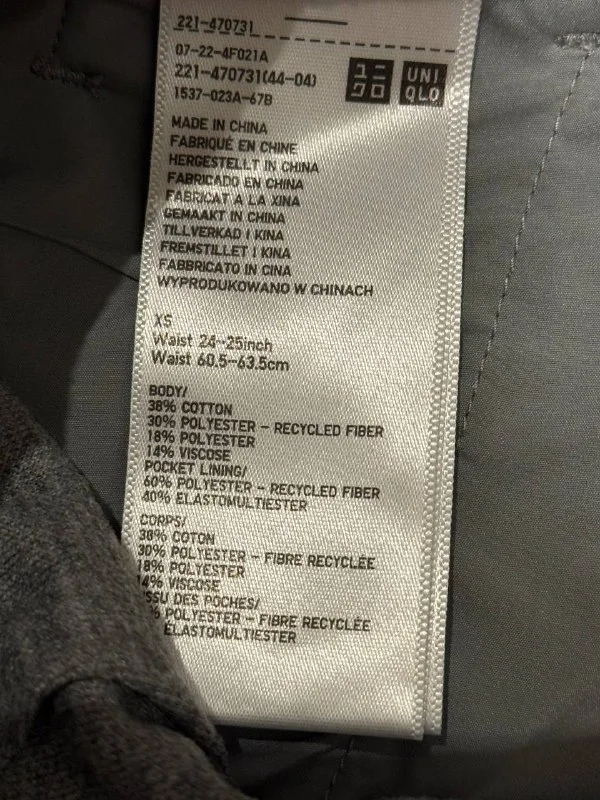 221-470731
07-22-4F021A
221-470731(44-04)
1537-023A-67B
ユニ
クロ
UNI
QLO
MADE IN CHINA
FABRIQUÉ EN CHINE
HERGESTELLT IN CHINA
FABRICADO EN CHINA
FABRICAT A LA XINA
GEMAAKT IN CHINA
TILLVERKAD I KINA
FREMSTILLET I KINA
FABBRICATO IN CINA
WYPRODUKOWANO W CHINACH
XS
Waist 24-25inch
Waist 60.5-63.5cm
BODY/
38% COTTON
30% POLYESTER - RECYCLED FIBER
18% POLYESTER
14% VISCOSE
POCKET LINING/
60% POLYESTER - RECYCLED FIBER
40% ELASTOMULTIESTER
CORPS/
38% COTON
30% POLYESTER - FIBRE RECYCLÉE
18% POLYESTER
14% VISCOSE
DES POCHES/
% POLYESTER - FIBRE RECYCLÉE
ELASTOMULTIESTER